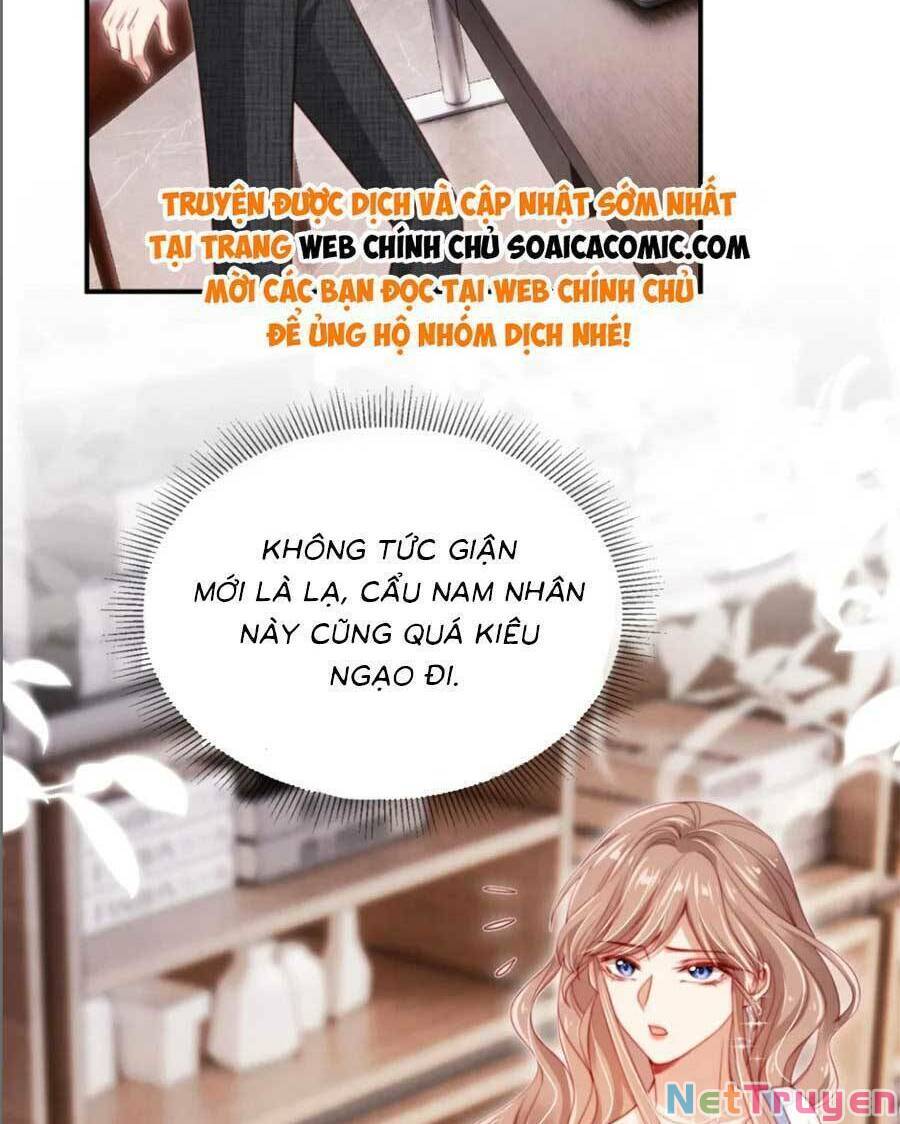 TRUYỆN ĐƯỢC DỊCH VÀ CẬP NHẬT SỚM NHẤT
TẠI TRANG WEB CHÍNH CHỦ SOAICACOMIC.COM
MỜI CÁC BẠN ĐỌC TẠI WEB CHÍNH CHỦ
ĐỂ ỦNG HỘ NHÓM DỊCH NHÉ!
KHÔNG TỨC GIẬN
MỚI LÀ LẠ, CẨU NAM NHÂN
NÀY CŨNG QUÁ KIÊU
NGẠO ĐI.
NetTruyen